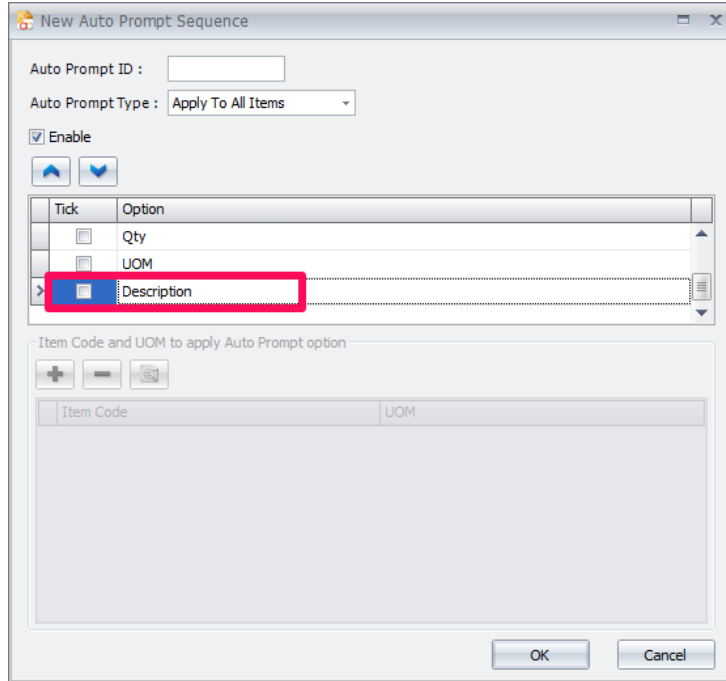 New Auto Prompt Sequence
Auto Prompt ID :
Auto Prompt Type : Apply To All Items
Enable
Tick Option
Qty
UOM
Description
Item Code and UOM to apply Auto Prompt option
Item Code UOM
OK Cancel